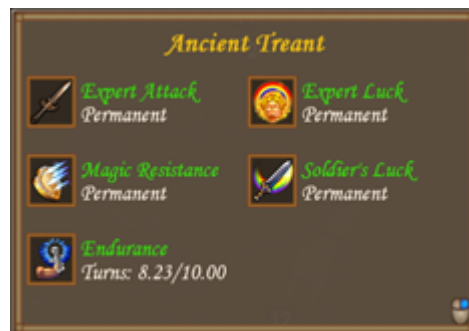 Ancient Treant
Expert Attack
Permanent
Expert Luck
Permanent
Magic Resistance
Permanent
Soldier's Luck
Permanent
Endurance
Turns: 8.23/10.00